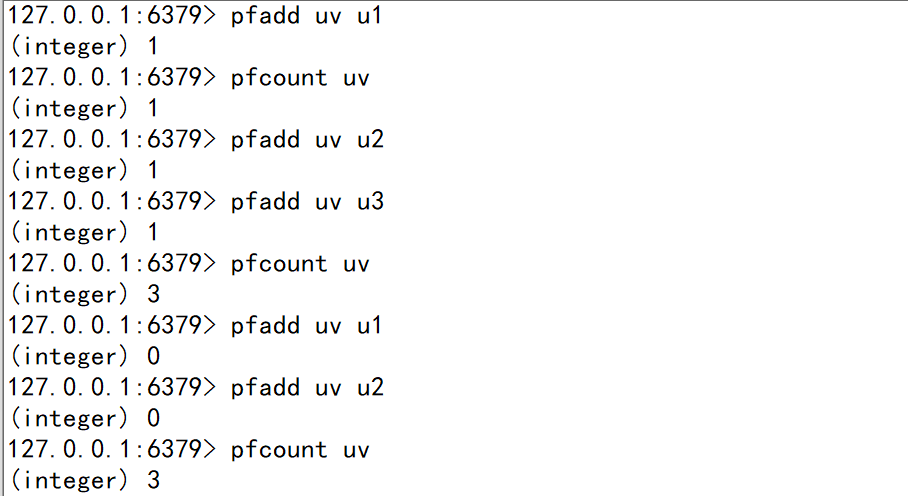 127.0.0.1:6379> pfadd uv u1
(integer) 1
127.0.0.1:6379> pfcount uv
(integer) 1
127.0.0.1:6379> pfadd uv u2
(integer) 1
127.0.0.1:6379> pfadd uv u3
(integer) 1
127.0.0.1:6379> pfcount uv
(integer) 3
127.0.0.1:6379> pfadd uv u1
(integer) 0
127.0.0.1:6379> pfadd uv u2
(integer) 0
127.0.0.1:6379> pfcount uv
(integer) 3